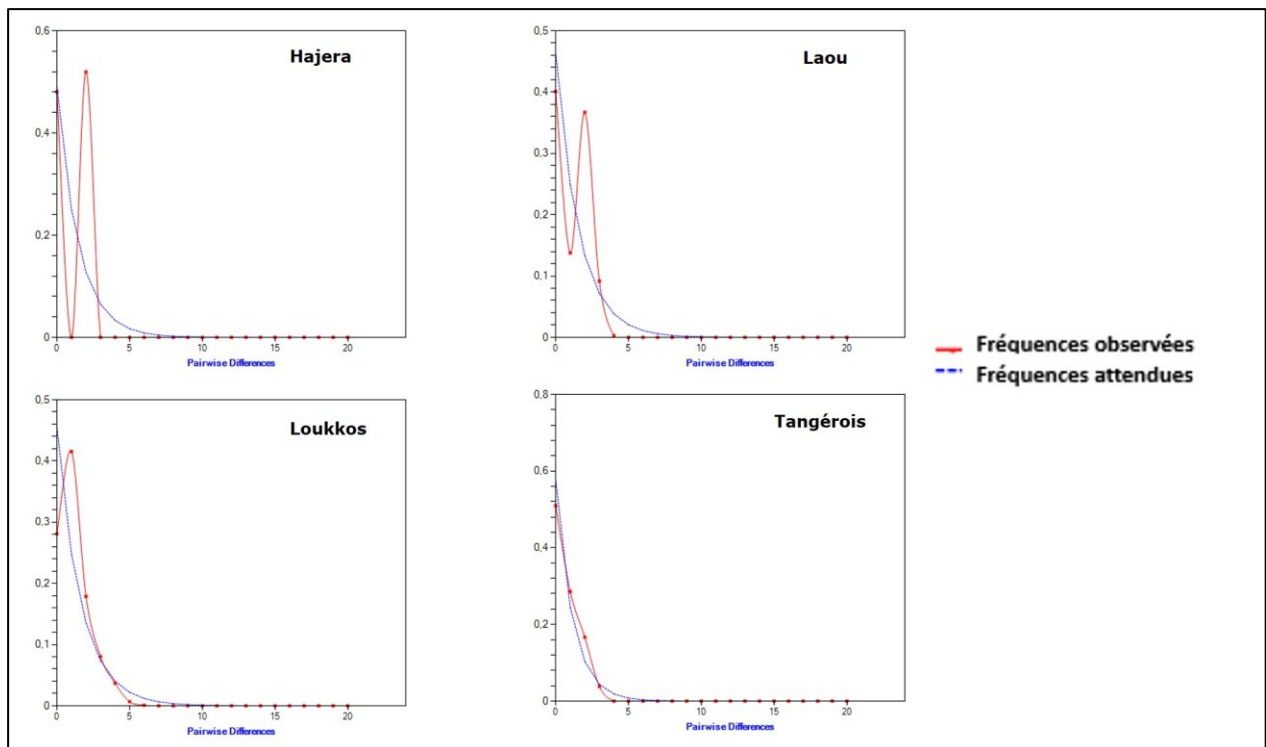 Hajera
0,6
0,4
0,2
0
0 5 10 15 20
Pairwise Differences
Laou
0,5
0,4
0,3
0,2
0,1
0
0 5 10 15 20
Pairwise Differences
Fréquences observées
Fréquences attendues
Loukkos
0,5
0,4
0,3
0,2
0,1
0
0 5 10 15 20
Pairwise Differences
Tangérois
0,8
0,6
0,4
0,2
0
0 5 10 15 20
Pairwise Differences